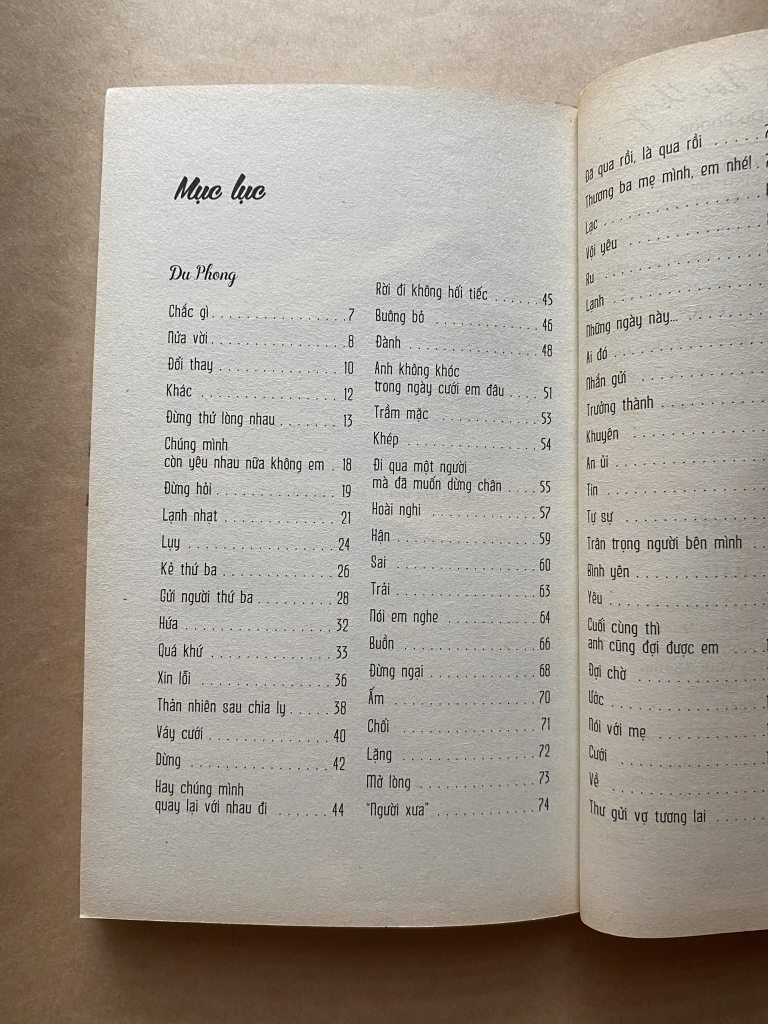 Mục lục
Du Phong
Chắc gì . . . . . . . . . . . . . . . . . . 7
Nửa vời . . . . . . . . . . . . . . . . . . 8
Đổi thay . . . . . . . . . . . . . . . . . 10
Khác . . . . . . . . . . . . . . . . . . . 12
Đừng thử lòng nhau . . . . . . . . . 13
Chúng mình
còn yêu nhau nữa không em . 18
Đừng hỏi . . . . . . . . . . . . . . . . . 19
Lạnh nhạt . . . . . . . . . . . . . . . . 21
Lụy . . . . . . . . . . . . . . . . . . . . 24
Kẻ thứ ba . . . . . . . . . . . . . . . . 26
Gửi người thứ ba . . . . . . . . . . . 28
Hứa . . . . . . . . . . . . . . . . . . . . 32
Quá khứ . . . . . . . . . . . . . . . . . 33
Xin lỗi . . . . . . . . . . . . . . . . . . 36
Thản nhiên sau chia ly . . . . . . . 38
Váy cưới . . . . . . . . . . . . . . . . . 40
Dừng . . . . . . . . . . . . . . . . . . . 42
Hay chúng mình
quay lại với nhau đi . . . . . . . 44
Rời đi không hối tiếc . . . . . . . 45
Buông bỏ . . . . . . . . . . . . . . . . 46
Đành . . . . . . . . . . . . . . . . . . . 48
Anh không khóc
trong ngày cưới em đâu . . . . . 51
Trầm mặc . . . . . . . . . . . . . . . . 53
Khép . . . . . . . . . . . . . . . . . . . 54
Đi qua một người
mà đã muốn dừng chân . . . . . 55
Hoài nghi . . . . . . . . . . . . . . . . 57
Hận . . . . . . . . . . . . . . . . . . . . 59
Sai . . . . . . . . . . . . . . . . . . . . 60
Trải . . . . . . . . . . . . . . . . . . . . 63
Nói em nghe . . . . . . . . . . . . . . 64
Buồn . . . . . . . . . . . . . . . . . . . 66
Đừng ngại . . . . . . . . . . . . . . . . 68
Ấm . . . . . . . . . . . . . . . . . . . . 70
Chối . . . . . . . . . . . . . . . . . . . 71
Lặng . . . . . . . . . . . . . . . . . . . 72
Mở lòng . . . . . . . . . . . . . . . . . 73
"Người xưa" . . . . . . . . . . . . . . 74
Đã qua rồi, là qua rồi . . . . .
Thương ba mẹ mình, em nhé! .
Lạc . . . . . . . . . . . . . . .
Vội yêu . . . . . . . . . . . .
Ru . . . . . . . . . . . . . . .
Lạnh . . . . . . . . . . . . . .
Những ngày này... . . . . . . .
Ai đó . . . . . . . . . . . . . .
Nhắn gửi . . . . . . . . . . . .
Trưởng thành . . . . . . . . . .
Khuyên . . . . . . . . . . . . .
An ủi . . . . . . . . . . . . . .
Tin . . . . . . . . . . . . . . .
Tự sự . . . . . . . . . . . . . .
Trân trọng người bên mình . . .
Bình yên . . . . . . . . . . . .
Yêu . . . . . . . . . . . . . . .
Cuối cùng thì
anh cũng đợi được em . . . .
Đợi chờ . . . . . . . . . . . . .
Ước . . . . . . . . . . . . . . .
Nói với mẹ . . . . . . . . . . .
Cưới . . . . . . . . . . . . . . .
Về . . . . . . . . . . . . . . . .
Thư gửi vợ tương lai . . . . . .